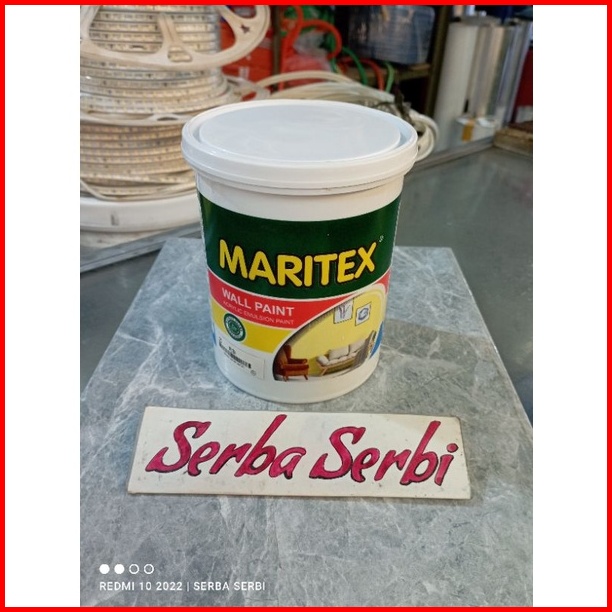 MARITEX
WALL PAINT
ACRYLIC EMULSION PAINT
Serba Serbi
REDMI 10 2022 | SERBA SERBI